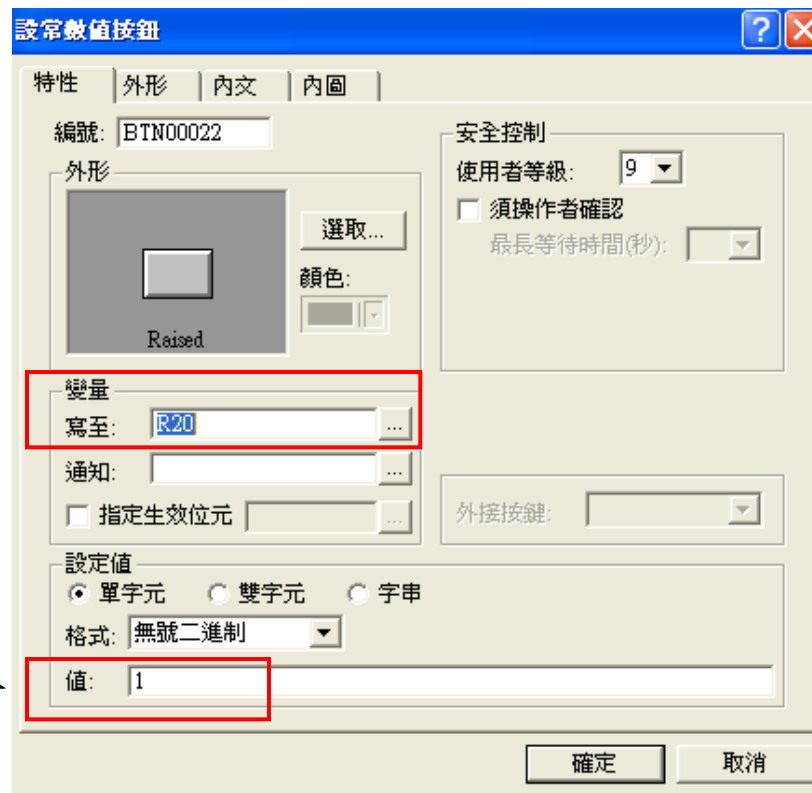 設常數值按鈕
特性 外形 內文 內圖
編號: BTN00022
外形
Raised
選取...
顏色:
安全控制
使用者等級: 9
須操作者確認
最長等待時間(秒):
變量
寫至: R20 ...
通知: ...
指定生效位元 ...
外接按鍵:
設定值
單字元 雙字元 字串
格式: 無號二進制
值: 1
確定 取消